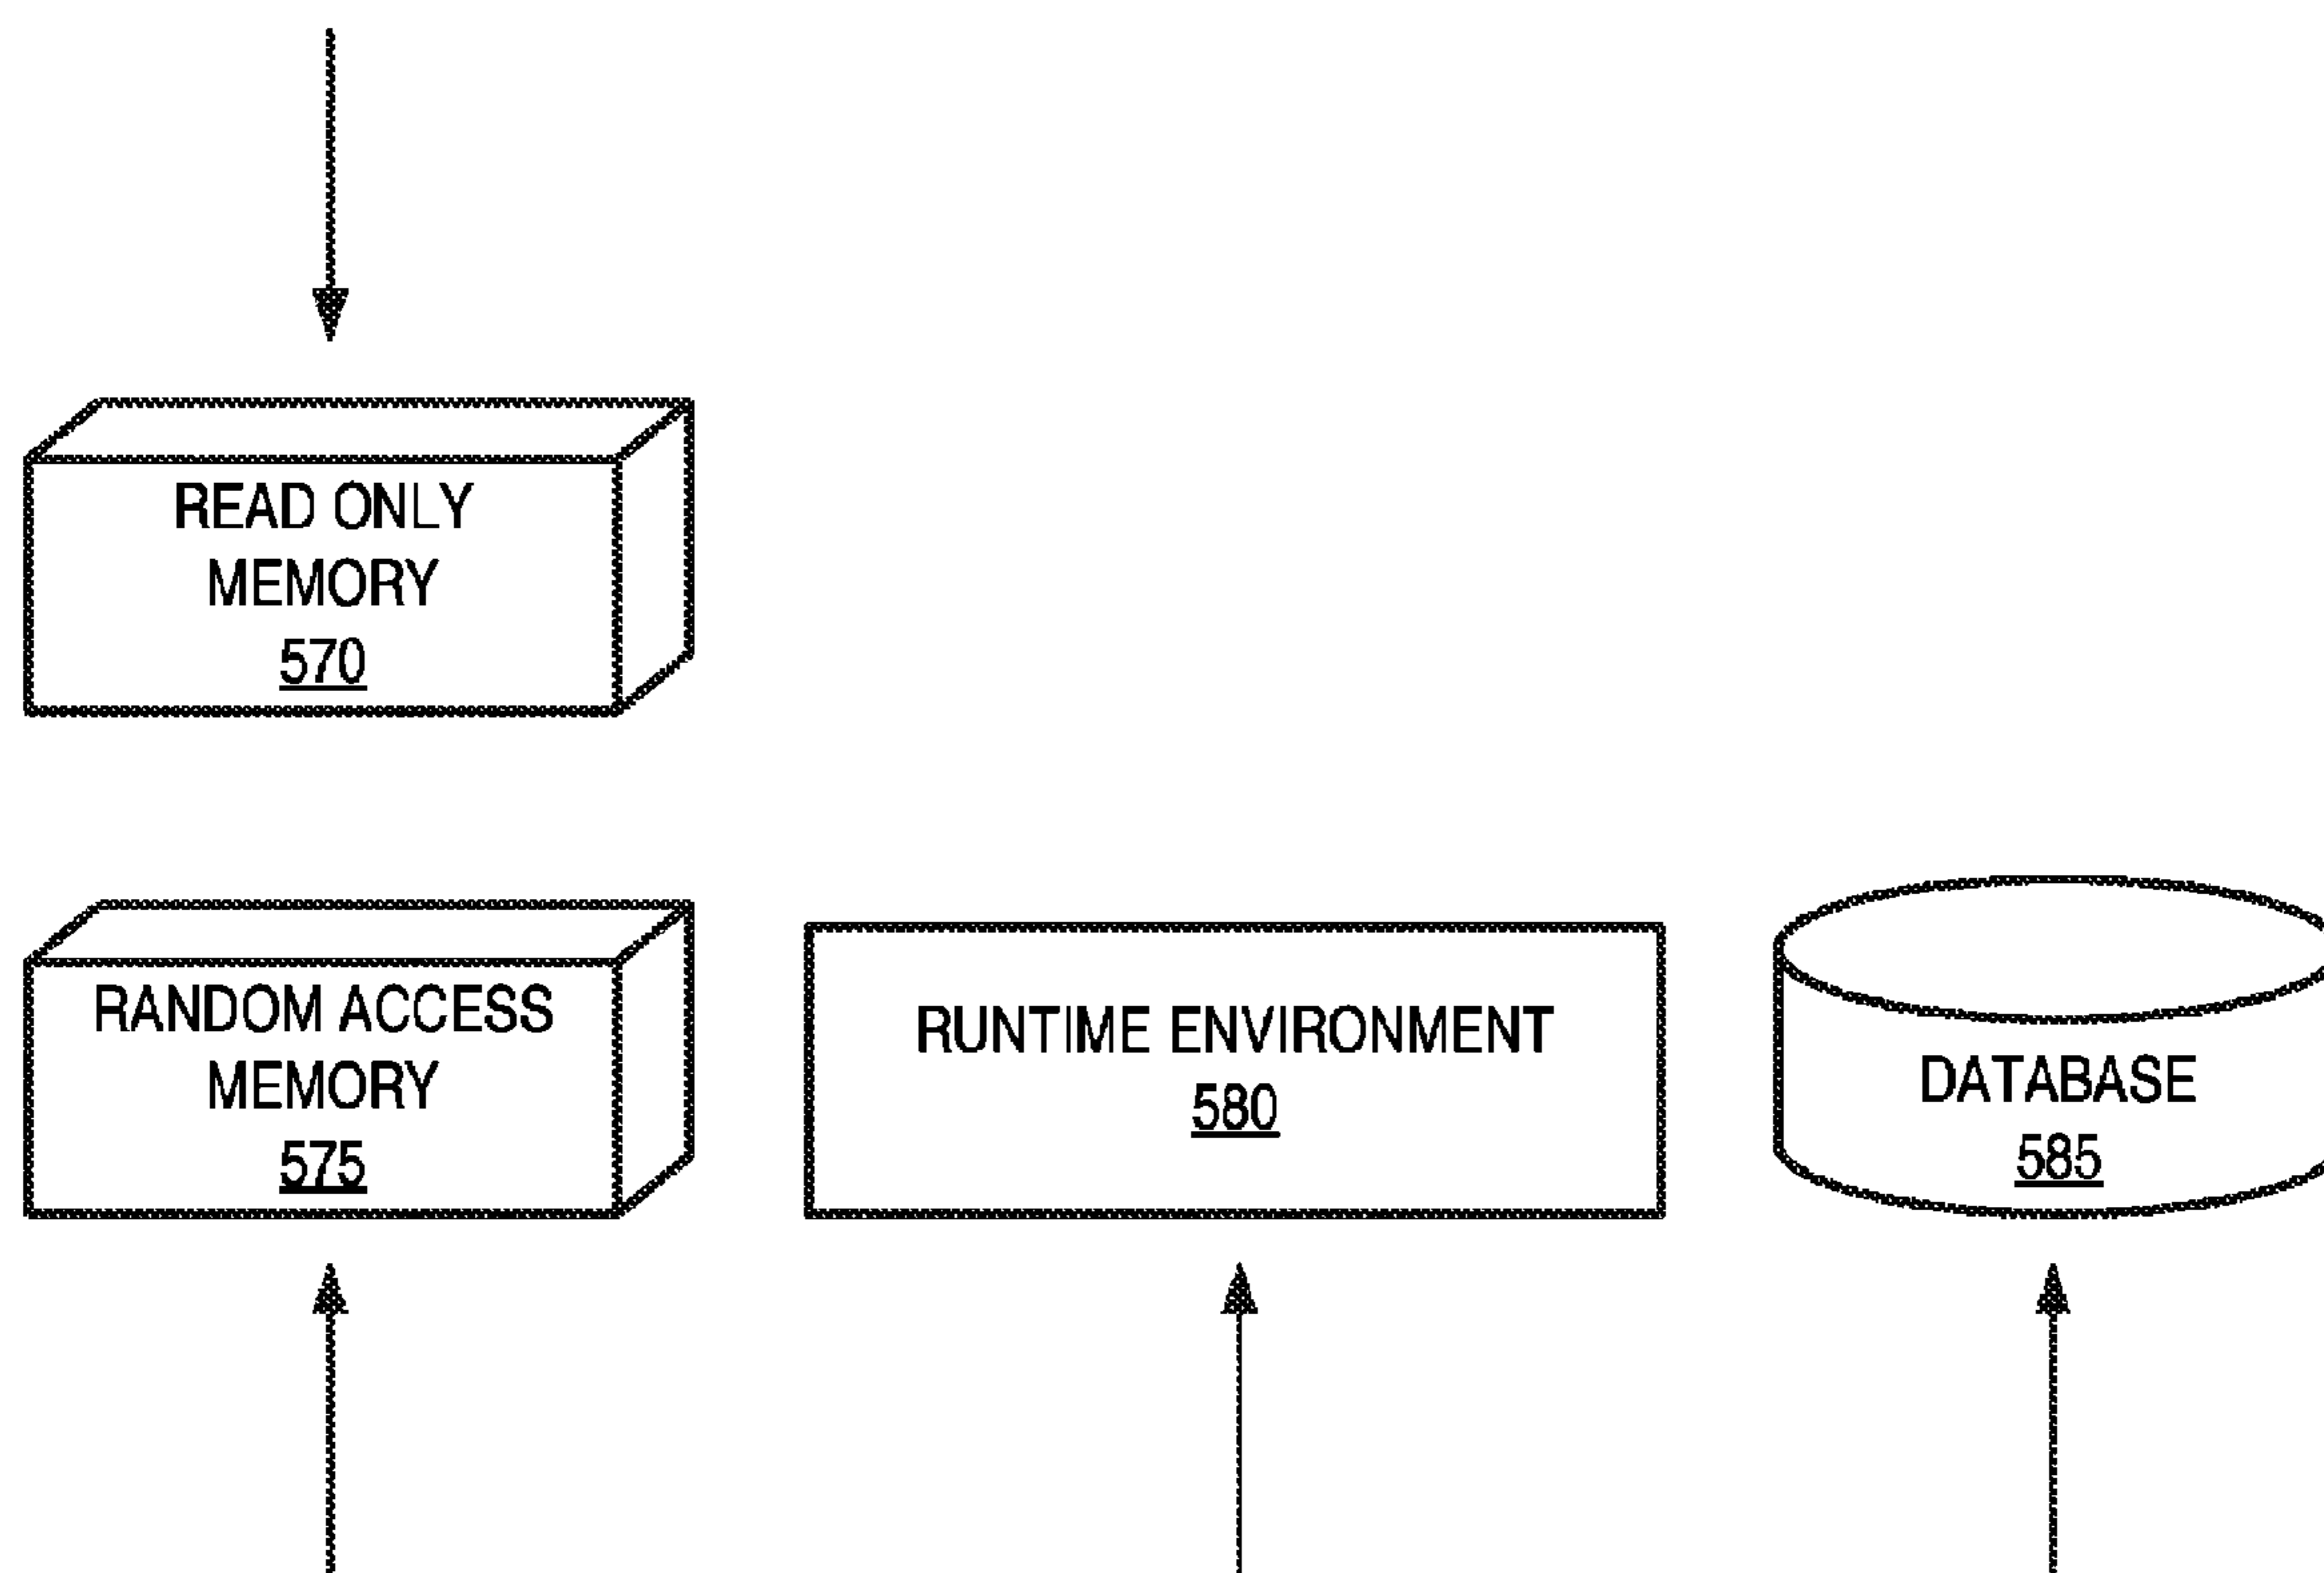 READ ONLY
MEMORY
570
RANDOM ACCESS
MEMORY
575
RUNTIME ENVIRONMENT
580
DATABASE
585